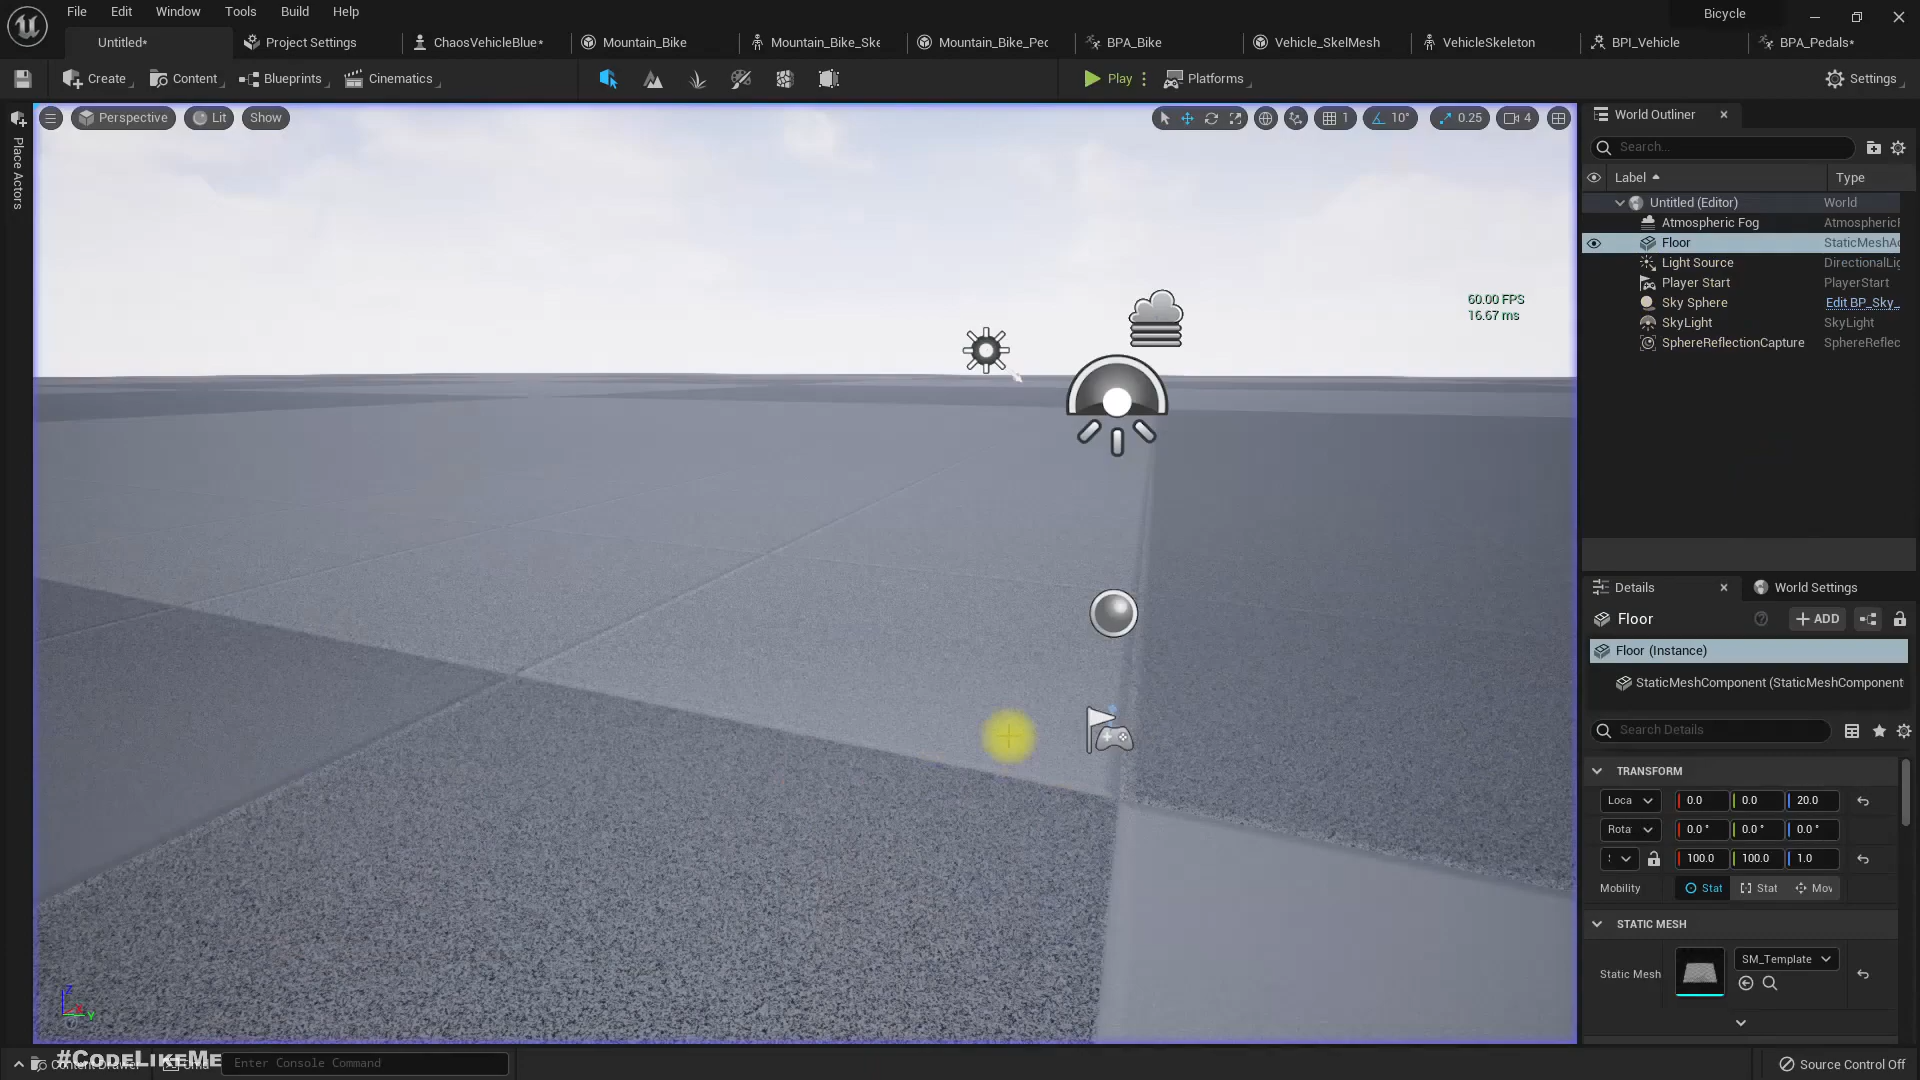 File Edit Window Tools Build Help
Bicycle
Untitled*
Project Settings
ChaosVehicleBlue*
Mountain_Bike
Mountain_Bike_Ske
Mountain_Bike_Pec
BPA_Bike
Vehicle_SkelMesh
VehicleSkeleton
BPI_Vehicle
BPA_Pedals*
Create
Content
Blueprints
Cinematics
Play
Platforms
Settings
Place Actors
Perspective
Lit
Show
1
10°
0.25
4
World Outliner
Search...
Label
Type
Untitled (Editor) World
Atmospheric Fog Atmospherici
Floor StaticMeshAc
Light Source DirectionalLig
Player Start PlayerStart
Sky Sphere Edit BP_Sky_
SkyLight SkyLight
SphereReflectionCapture SphereReflec
60.00 FPS
16.67 ms
Details
World Settings
Floor
ADD
Floor (Instance)
StaticMeshComponent (StaticMeshComponent
Search Details
TRANSFORM
Loca 0.0 0.0 20.0
Rota 0.0 ° 0.0 ° 0.0 °
100.0 100.0 1.0
Mobility Stat Stat Mov
STATIC MESH
Static Mesh
SM_Template
Z
Y
#CodeLikeMe
Enter Console Command
Source Control Off